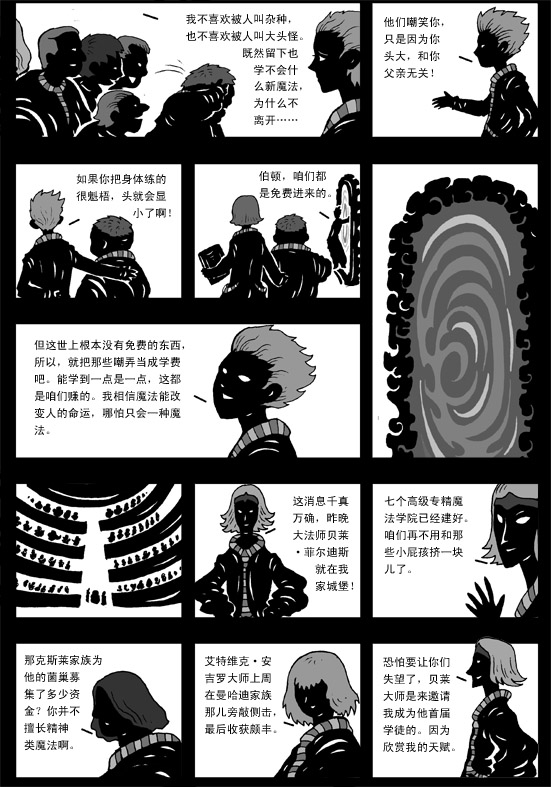 我不喜欢被人叫杂种，
也不喜欢被人叫大头怪。
既然留下也
学不会什
么新魔法，
为什么不
离开……
他们嘲笑你，
只是因为你
头大，和你
父亲无关！
如果你把身体练的
很魁梧，头就会显
小了啊！
伯顿，咱们都
是免费进来的。
但这世上根本没有免费的东西，
所以，就把那些嘲弄当成学费
吧。能学到一点是一点，这都
是咱们赚的。我相信魔法能改
变人的命运，哪怕只会一种魔
法。
这消息千真
万确，昨晚
大法师贝莱
·菲尔迪斯
就在我
家城堡！
七个高级专精魔
法学院已经建好。
咱们再不用和那
些小屁孩挤一块
儿了。
那克斯莱家族为
他的菌巢募
集了多少资
金？你并不
擅长精神
类魔法啊。
艾特维克·安
吉罗大师上周
在曼哈迪家族
那儿旁敲侧击，
最后收获颇丰。
恐怕要让你们
失望了，贝莱
大师是来邀请
我成为他首届
学徒的。因为
欣赏我的天赋。